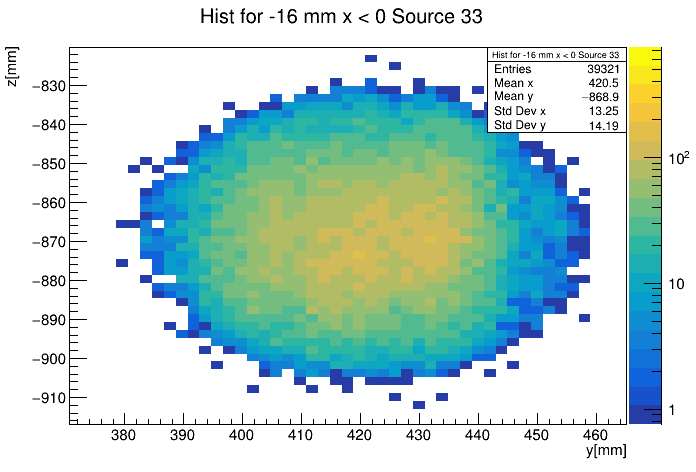 Hist for -16 mm x < 0 Source 33
z[mm]
Hist for -16 mm x < 0 Source 33
Entries 39321
Mean x 420.5
Mean y −868.9
Std Dev x 13.25
Std Dev y 14.19
−830
−840
−850
−860
−870
−880
−890
−900
−910
10²
10
1
380 390 400 410 420 430 440 450 460
y[mm]